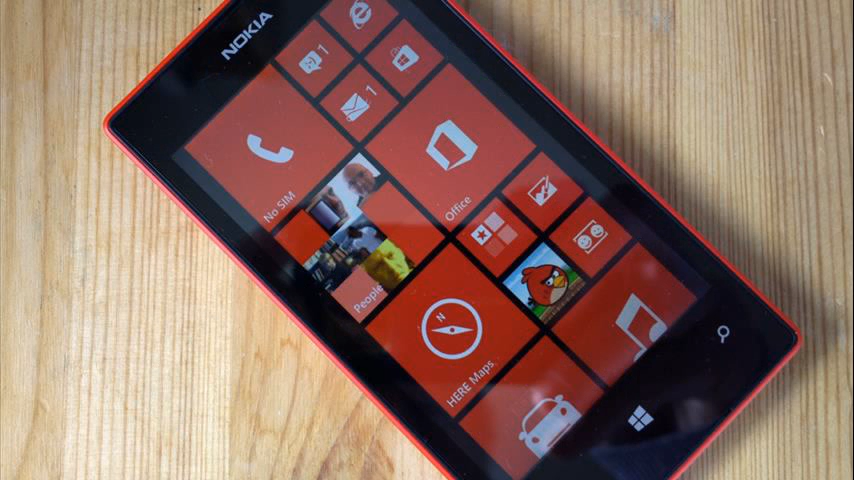 NOKIA
1
1
No SIM
Office
People
N
HERE Maps